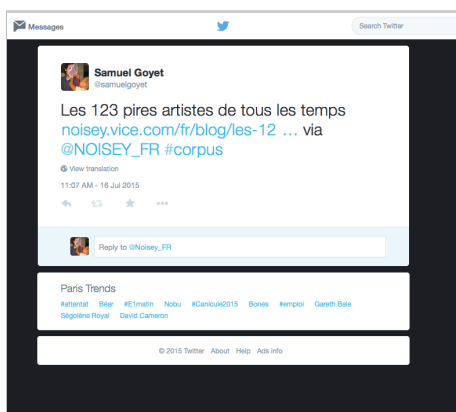 Messages
Search Twitter
Samuel Goyet
@samuelgoyet
Les 123 pires artistes de tous les temps
noisey.vice.com/fr/blog/les-12 … via
@NOISEY_FR #corpus
View translation
11:07 AM - 16 Jul 2015
Reply to @Noisey_FR
Paris Trends
#attentat Béar #E1matin Nobu #Canicule2015 Bones #emploi Gareth Bale
Ségolène Royal David Cameron
© 2015 Twitter About Help Ads info